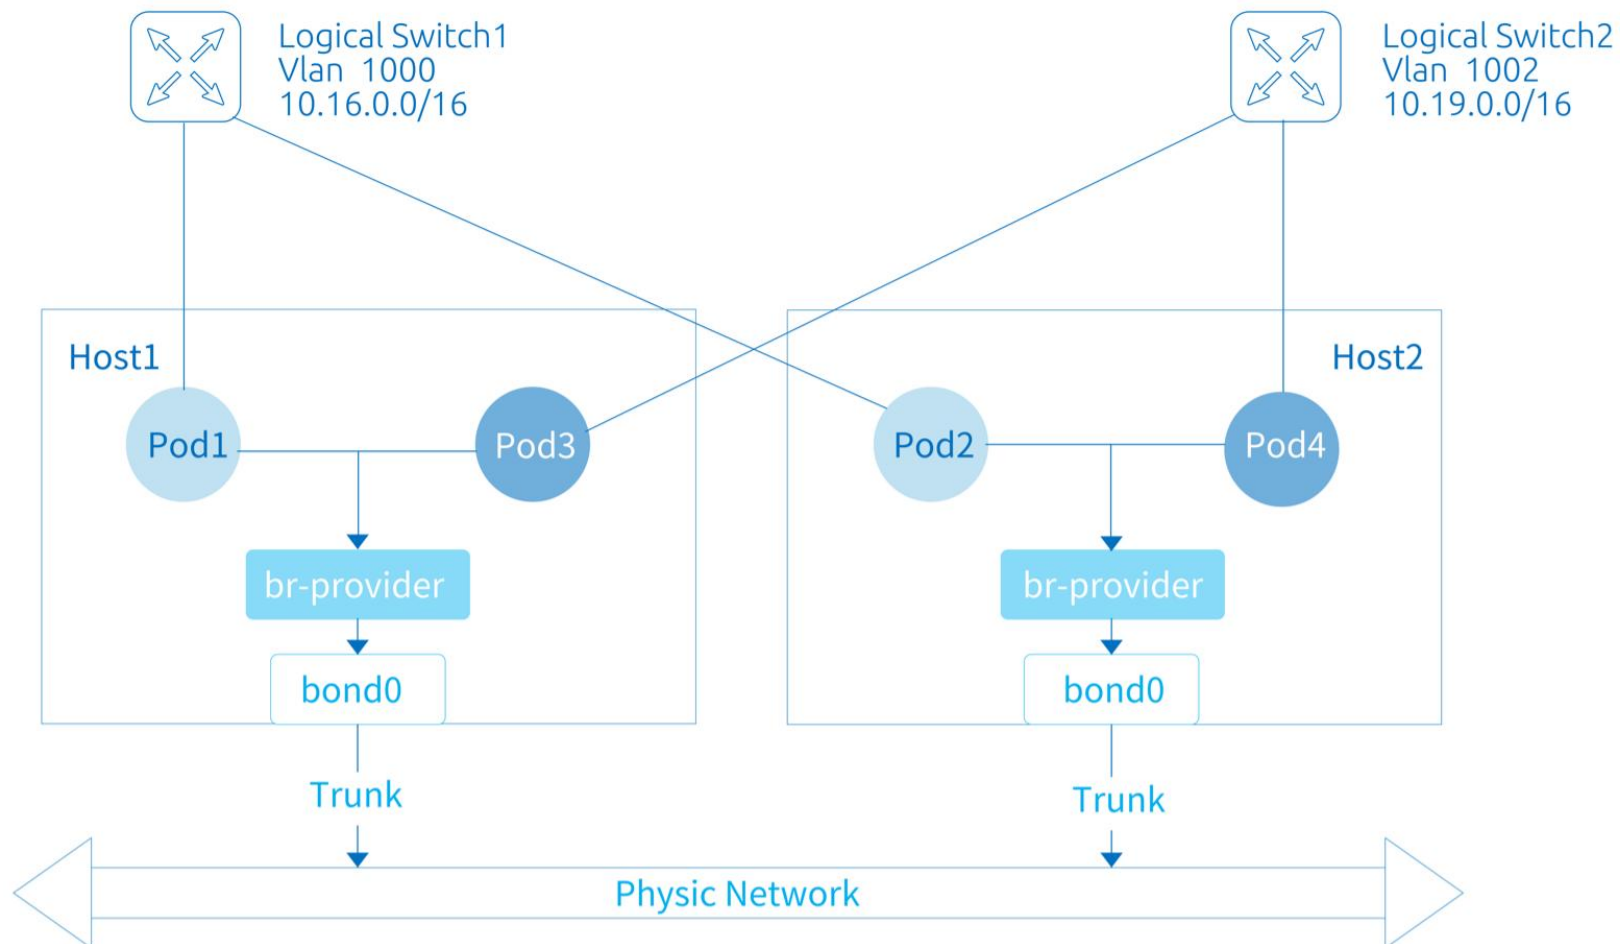 Logical Switch1
Vlan 1000
10.16.0.0/16
Logical Switch2
Vlan 1002
10.19.0.0/16
Host1
Host2
Pod1
Pod3
Pod2
Pod4
br-provider
br-provider
bond0
bond0
Trunk
Trunk
Physic Network